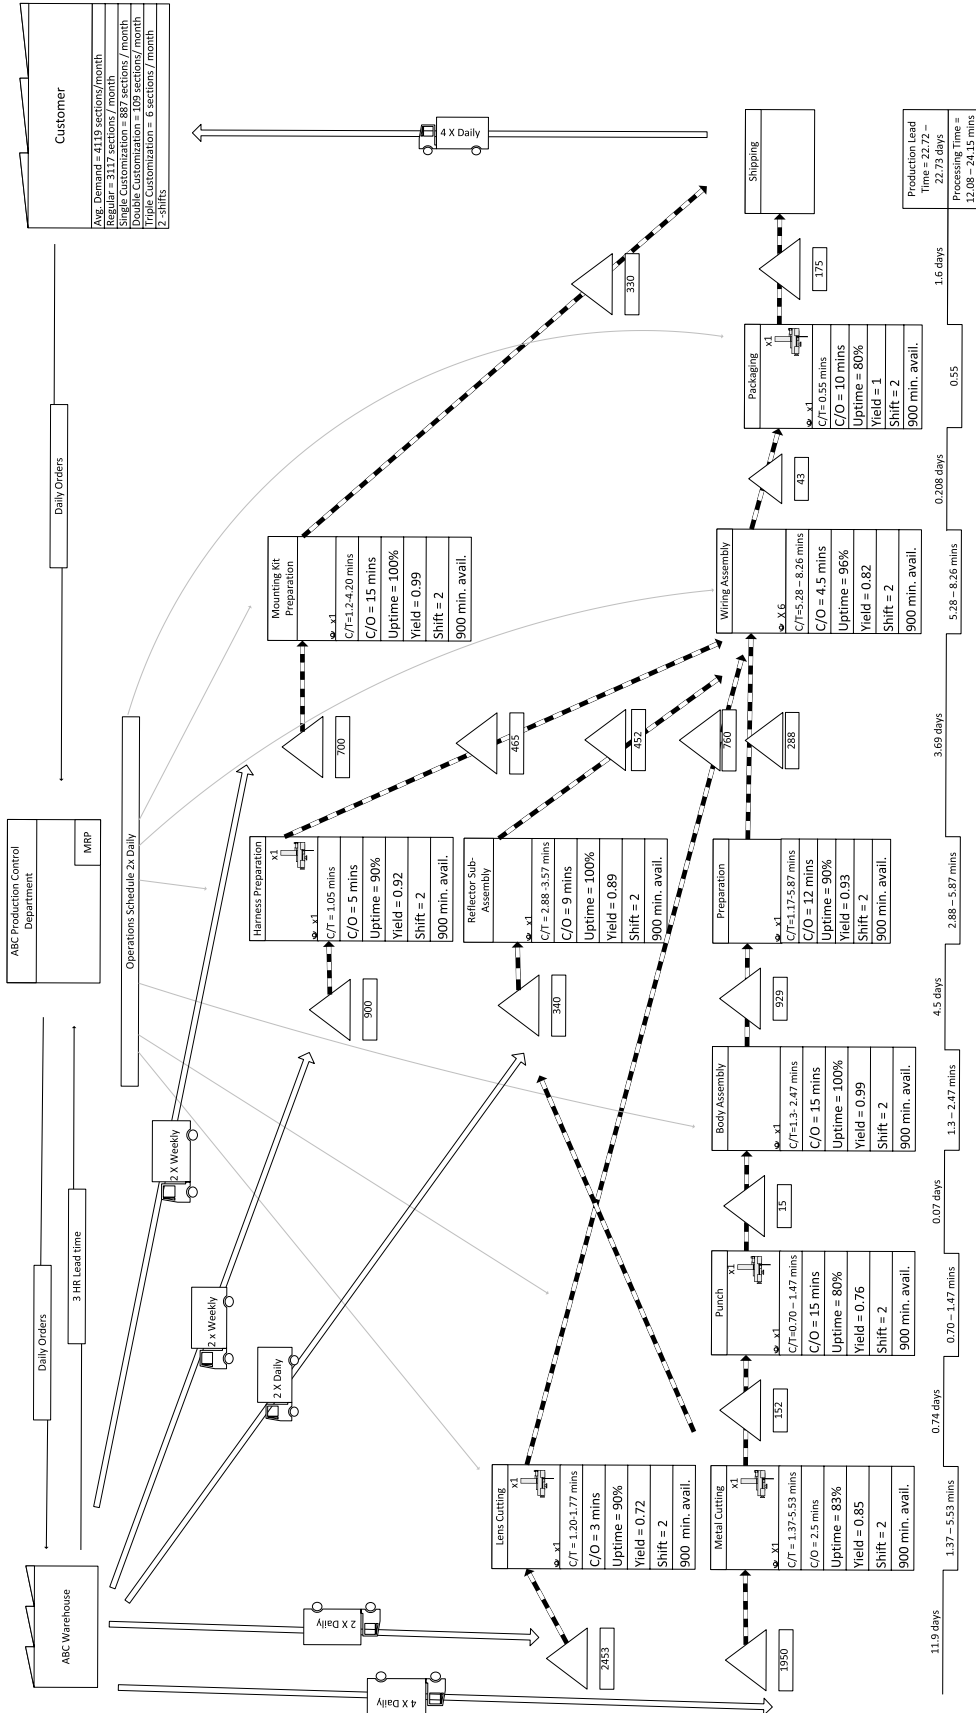 ABC Warehouse
Daily Orders
3 HR Lead time
ABC Production Control
Department
MRP
Daily Orders
Customer
Avg. Demand = 4119 sections/month
Regular = 3117 sections / month
Single Customization = 887 sections / month
Double Customization = 109 sections/ month
Triple Customization = 6 sections / month
2 -shifts
Operations Schedule 2x Daily
2 X Weekly
2 x Weekly
2 X Daily
2 X Daily
4 X Daily
4 X Daily
700
Mounting Kit
Preparation
x1
C/T=1.2-4.20 mins
C/O = 15 mins
Uptime = 100%
Yield = 0.99
Shift = 2
900 min. avail.
330
900
Harness Preparation
x1
x1
C/T = 1.05 mins
C/O = 5 mins
Uptime = 90%
Yield = 0.92
Shift = 2
900 min. avail.
465
340
Reflector Sub-
Assembly
x1
C/T = 2.88 -3.57 mins
C/O = 9 mins
Uptime = 100%
Yield = 0.89
Shift = 2
900 min. avail.
452
2453
Lens Cutting
x1
x1
C/T = 1.20-1.77 mins
C/O = 3 mins
Uptime = 90%
Yield = 0.72
Shift = 2
900 min. avail.
760
1950
Metal Cutting
x1
X1
C/T = 1.37-5.53 mins
C/O = 2.5 mins
Uptime = 83%
Yield = 0.85
Shift = 2
900 min. avail.
152
Punch
x1
x1
C/T=0.70 – 1.47 mins
C/O = 15 mins
Uptime = 80%
Yield = 0.76
Shift = 2
900 min. avail.
15
Body Assembly
x1
C/T=1.3- 2.47 mins
C/O = 15 mins
Uptime = 100%
Yield = 0.99
Shift = 2
900 min. avail.
929
Preparation
x1
C/T=1.17-5.87 mins
C/O = 12 mins
Uptime = 90%
Yield = 0.93
Shift = 2
900 min. avail.
288
Wiring Assembly
X 6
C/T=5.28 – 8.26 mins
C/O = 4.5 mins
Uptime = 96%
Yield = 0.82
Shift = 2
900 min. avail.
43
Packaging
x1
x1
C/T= 0.55 mins
C/O = 10 mins
Uptime = 80%
Yield = 1
Shift = 2
900 min. avail.
175
Shipping
11.9 days
1.37 – 5.53 mins
0.74 days
0.70 – 1.47 mins
0.07 days
1.3 – 2.47 mins
4.5 days
2.88 – 5.87 mins
3.69 days
5.28 – 8.26 mins
0.208 days
0.55
1.6 days
Production Lead
Time = 22.72 –
22.73 days
Processing Time =
12.08 – 24.15 mins